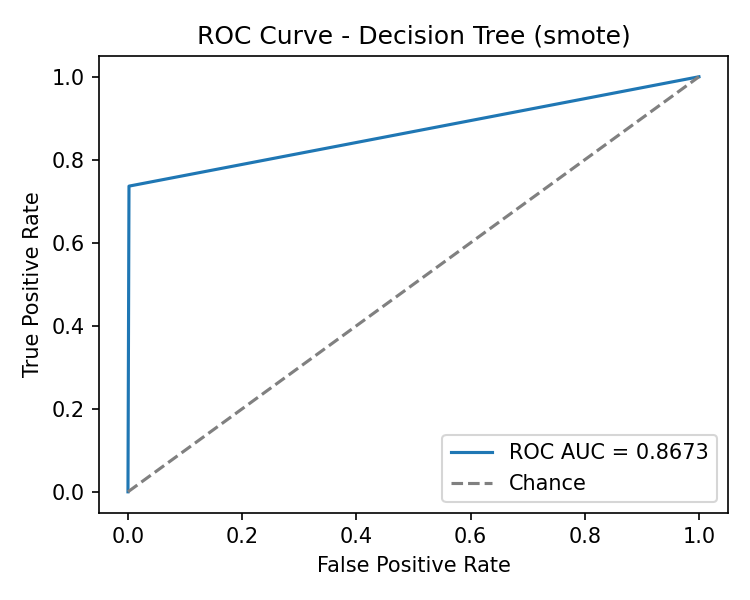 ROC Curve - Decision Tree (smote)
1.0
0.8
0.6
0.4
0.2
0.0
True Positive Rate
ROC AUC = 0.8673
Chance
0.0 0.2 0.4 0.6 0.8 1.0
False Positive Rate